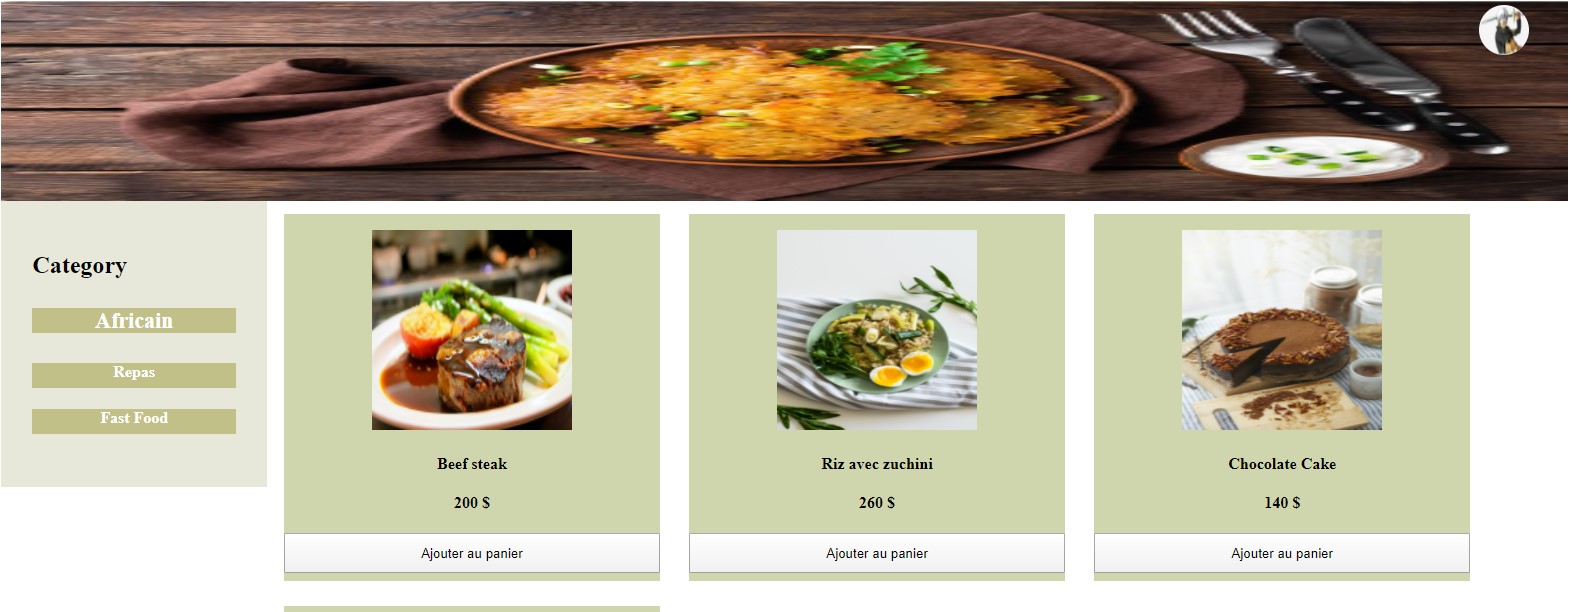 Category
Africain
Repas
Fast Food
Beef steak
200 $
Ajouter au panier
Riz avec zuchini
260 $
Ajouter au panier
Chocolate Cake
140 $
Ajouter au panier